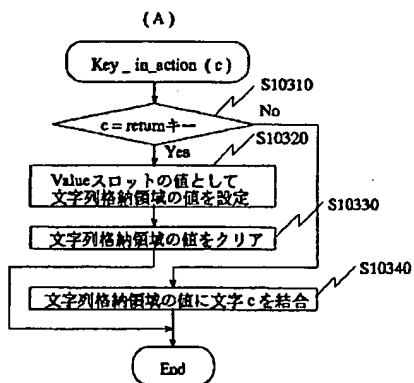 (A)
Key_in_action (c)
S10310
c = returnキー
No
S10320
Yes
Valueスロットの値として
文字列格納領域の値を設定
S10330
文字列格納領域の値をクリア
S10340
文字列格納領域の値に文字 c を結合
End